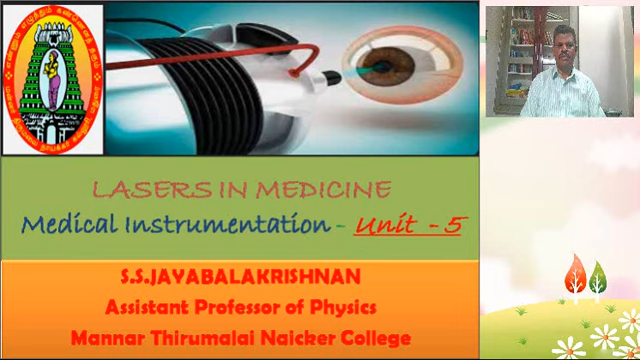 LASERS IN MEDICINE
Medical Instrumentation - Unit - 5
S.S.JAYABALAKRISHNAN
Assistant Professor of Physics
Mannar Thirumalai Naicker College